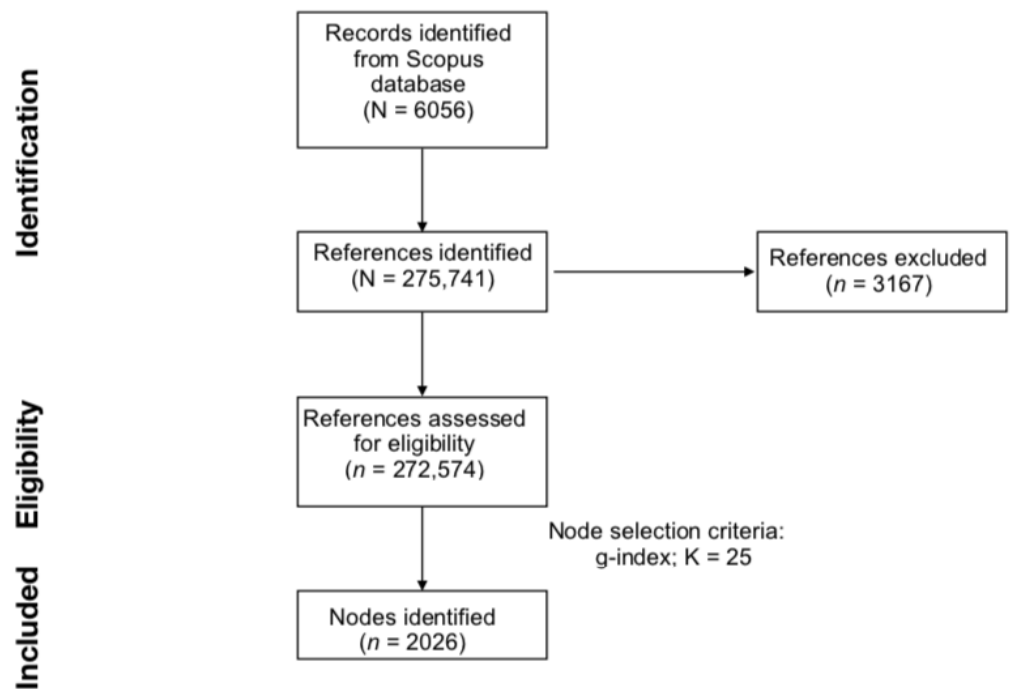 Identification
Records identified
from Scopus
database
(N = 6056)
References identified
(N = 275,741)
References excluded
(n = 3167)
Eligibility
References assessed
for eligibility
(n = 272,574)
Node selection criteria:
g-index; K = 25
Included
Nodes identified
(n = 2026)